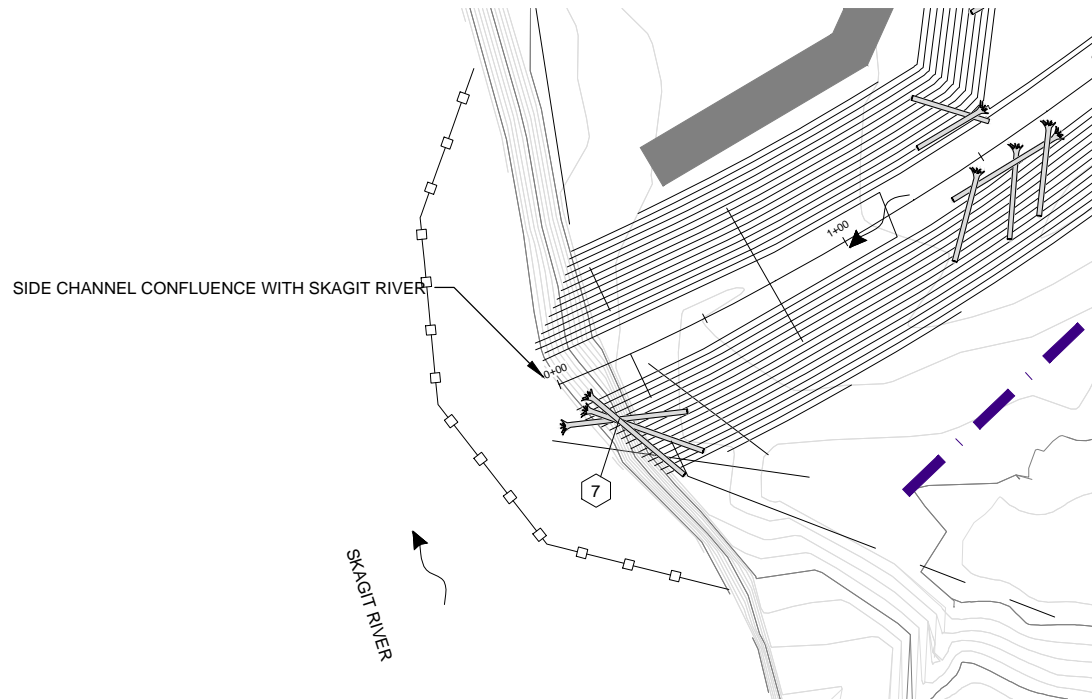 1+00
SIDE CHANNEL CONFLUENCE WITH SKAGIT RIVER
0+00
7
SKAGIT RIVER